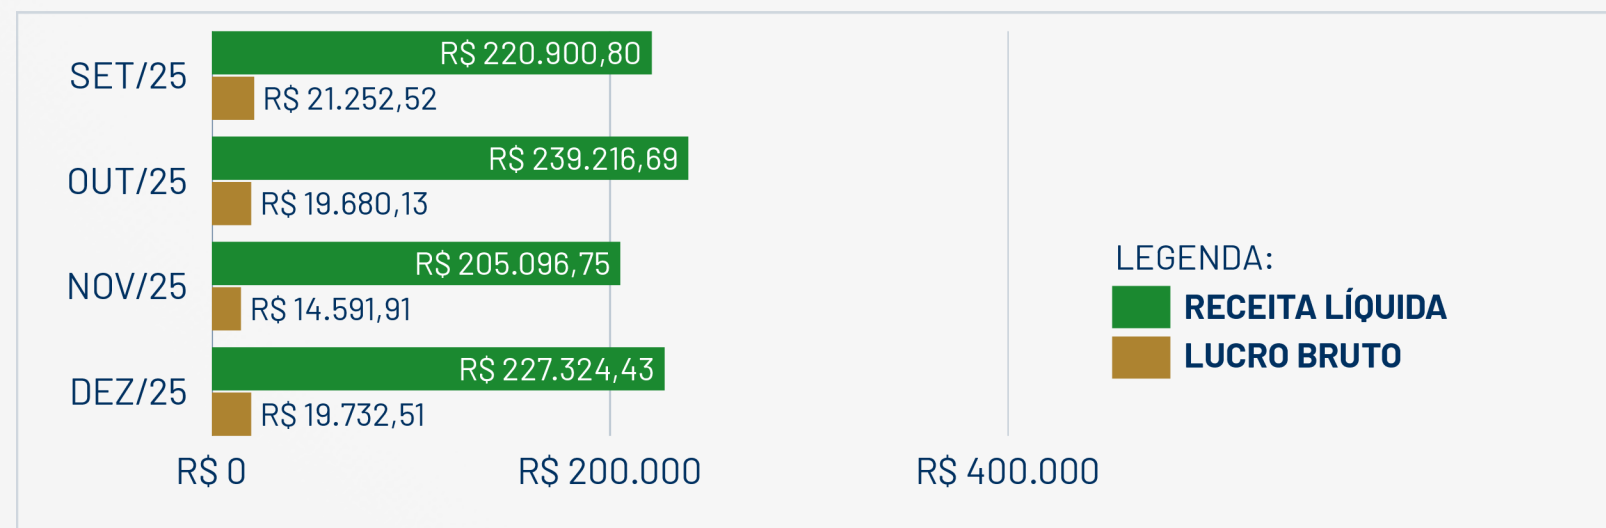 SET/25
R$ 220.900,80
R$ 21.252,52
OUT/25
R$ 239.216,69
R$ 19.680,13
NOV/25
R$ 205.096,75
R$ 14.591,91
DEZ/25
R$ 227.324,43
R$ 19.732,51
R$ 0
R$ 200.000
R$ 400.000
LEGENDA:
RECEITA LÍQUIDA
LUCRO BRUTO